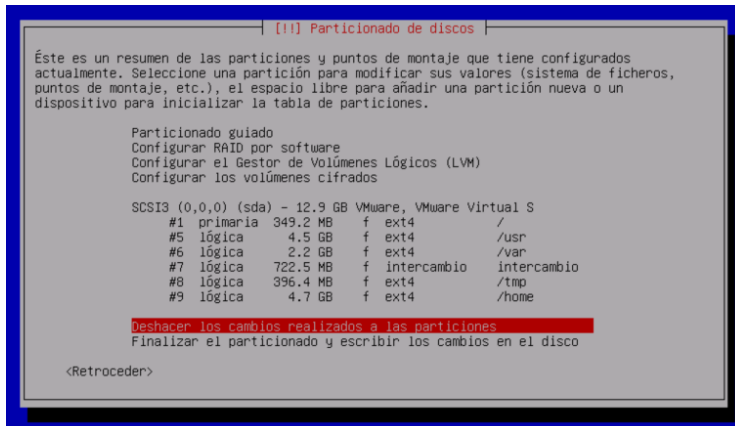 [!!] Particionado de discos
Éste es un resumen de las particiones y puntos de montaje que tiene configurados
actualmente. Seleccione una partición para modificar sus valores (sistema de ficheros,
puntos de montaje, etc.), el espacio libre para añadir una partición nueva o un
dispositivo para inicializar la tabla de particiones.
Particionado guiado
Configurar RAID por software
Configurar el Gestor de Volúmenes Lógicos (LVM)
Configurar los volúmenes cifrados
SCSI3 (0,0,0) (sda) - 12.9 GB VMware, VMware Virtual S
#1 primaria 349.2 MB f ext4 /
#5 lógica 4.5 GB f ext4 /usr
#6 lógica 2.2 GB f ext4 /var
#7 lógica 722.5 MB f intercambio intercambio
#8 lógica 396.4 MB f ext4 /tmp
#9 lógica 4.7 GB f ext4 /home
Deshacer los cambios realizados a las particiones
Finalizar el particionado y escribir los cambios en el disco
<Retroceder>